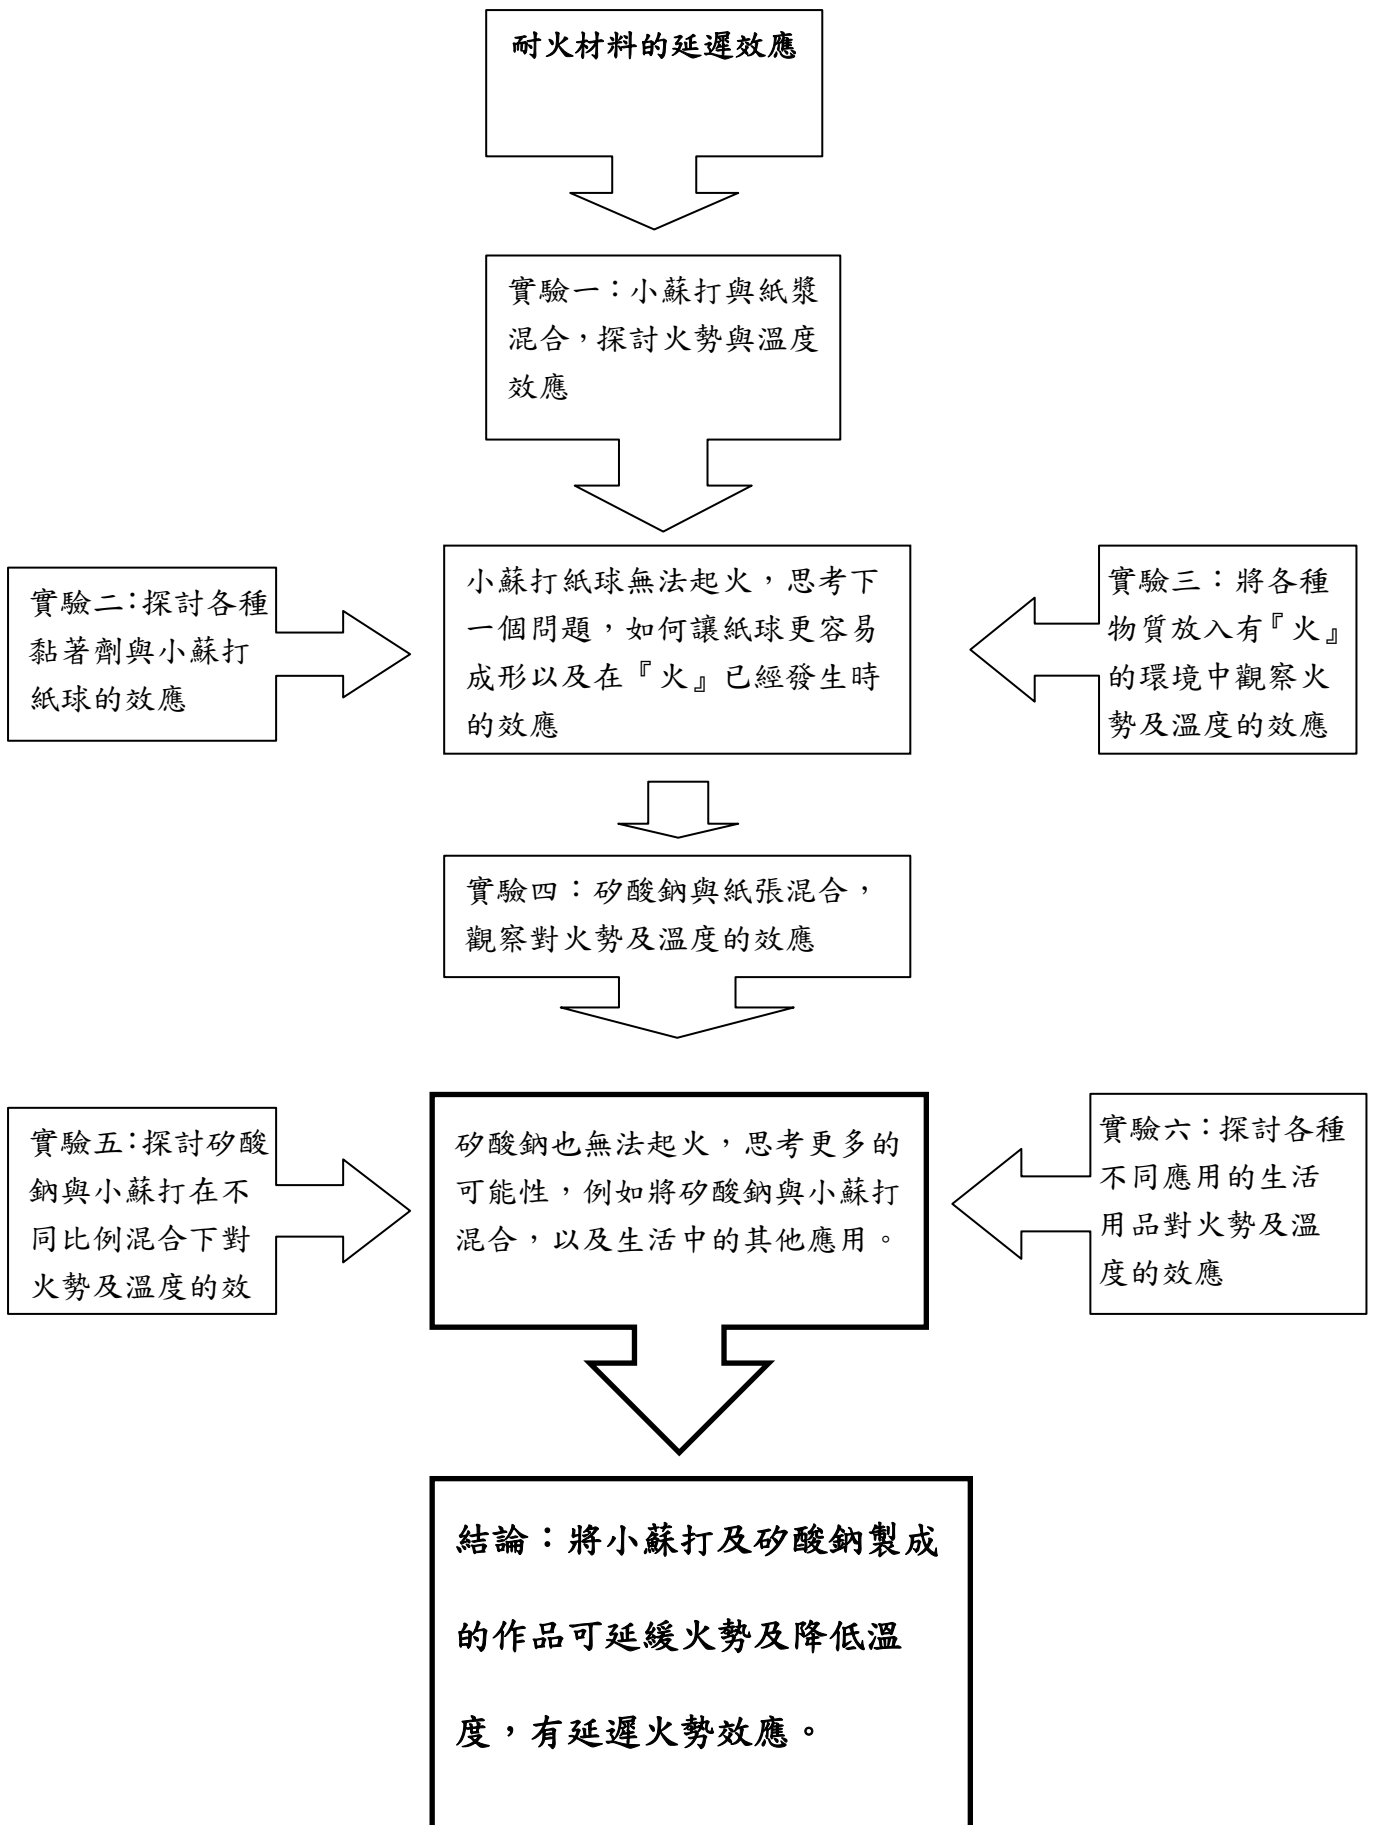 耐火材料的延遲效應
實驗一：小蘇打與紙漿
混合，探討火勢與溫度
效應
實驗二：探討各種
黏著劑與小蘇打
紙球的效應
小蘇打紙球無法起火，思考下
一個問題，如何讓紙球更容易
成形以及在『火』已經發生時
的效應
實驗三：將各種
物質放入有『火』
的環境中觀察火
勢及溫度的效應
實驗四：矽酸鈉與紙張混合，
觀察對火勢及溫度的效應
實驗五：探討矽酸
鈉與小蘇打在不
同比例混合下對
火勢及溫度的效
矽酸鈉也無法起火，思考更多的
可能性，例如將矽酸鈉與小蘇打
混合，以及生活中的其他應用。
實驗六：探討各種
不同應用的生活
用品對火勢及溫
度的效應
結論：將小蘇打及矽酸鈉製成
的作品可延緩火勢及降低溫
度，有延遲火勢效應。